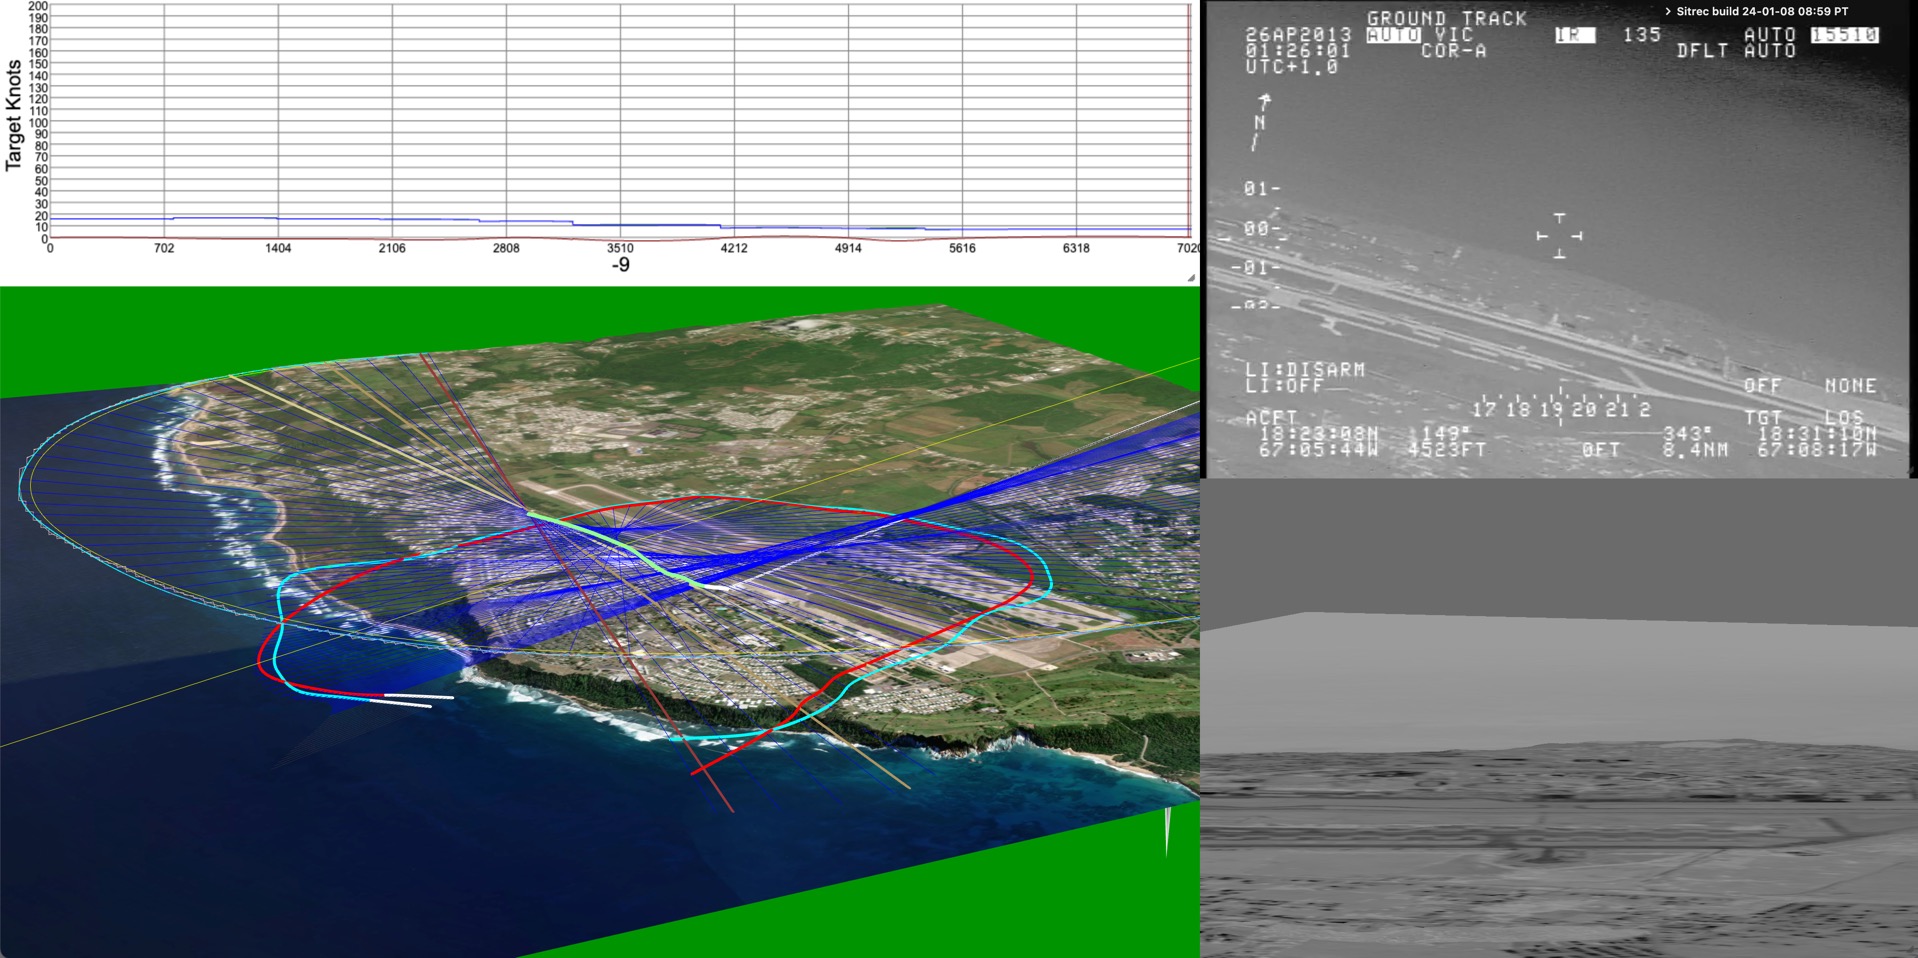 200
190
180
170
160
150
140
130
120
110
100
90
80
70
60
50
40
30
20
10
0
Target Knots
0 702 1404 2106 2808 3510 4212 4914 5616 6318 7020
-9
> Sitrec build 24-01-08 08:59 PT
GROUND TRACK
26AP2013 AUTO VIC IR 135 AUTO 15510
01:26:01 COR-A DFLT AUTO
UTC+1.0
N
01-
00-
-01-
-02-
LI:DISARM
LI:OFF OFF NONE
17 18 19 20 21 2
ACFT TGT LOS
18:23:08N 149° 343° 18:31:10N
67:05:44W 4523FT 0FT 8.4NM 67:08:17W